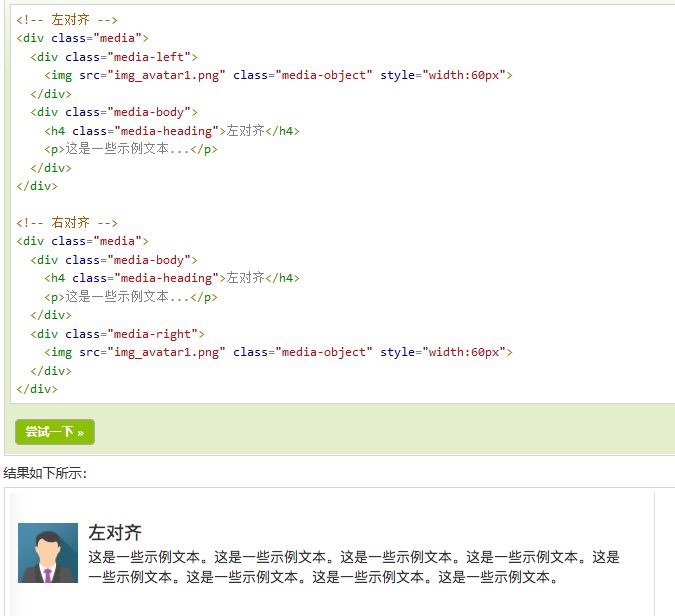 <!-- 左对齐 -->
<div class="media">
  <div class="media-left">
    <img src="img_avatar1.png" class="media-object" style="width:60px">
  </div>
  <div class="media-body">
    <h4 class="media-heading">左对齐</h4>
    <p>这是一些示例文本...</p>
  </div>
</div>

<!-- 右对齐 -->
<div class="media">
  <div class="media-body">
    <h4 class="media-heading">左对齐</h4>
    <p>这是一些示例文本...</p>
  </div>
  <div class="media-right">
    <img src="img_avatar1.png" class="media-object" style="width:60px">
  </div>
</div>
尝试一下 »
结果如下所示：
左对齐
这是一些示例文本。这是一些示例文本。这是一些示例文本。这是一些示例文本。这是
一些示例文本。这是一些示例文本。这是一些示例文本。这是一些示例文本。